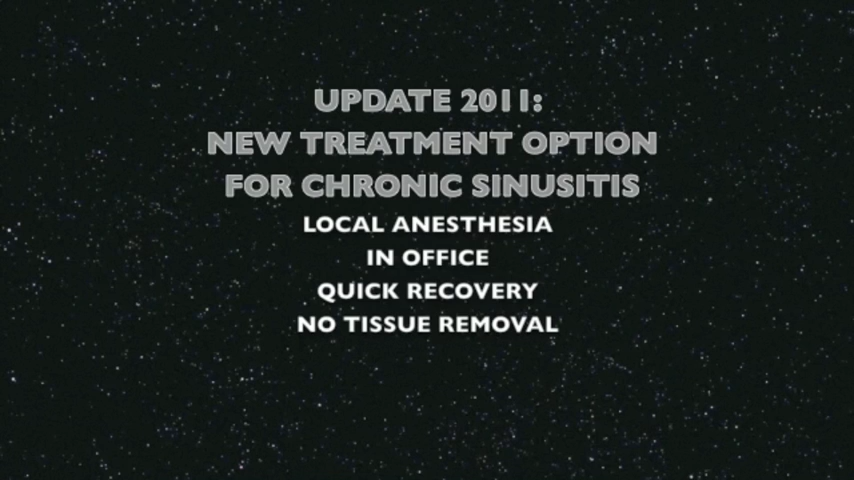 UPDATE 2011:
NEW TREATMENT OPTION
FOR CHRONIC SINUSITIS
LOCAL ANESTHESIA
IN OFFICE
QUICK RECOVERY
NO TISSUE REMOVAL